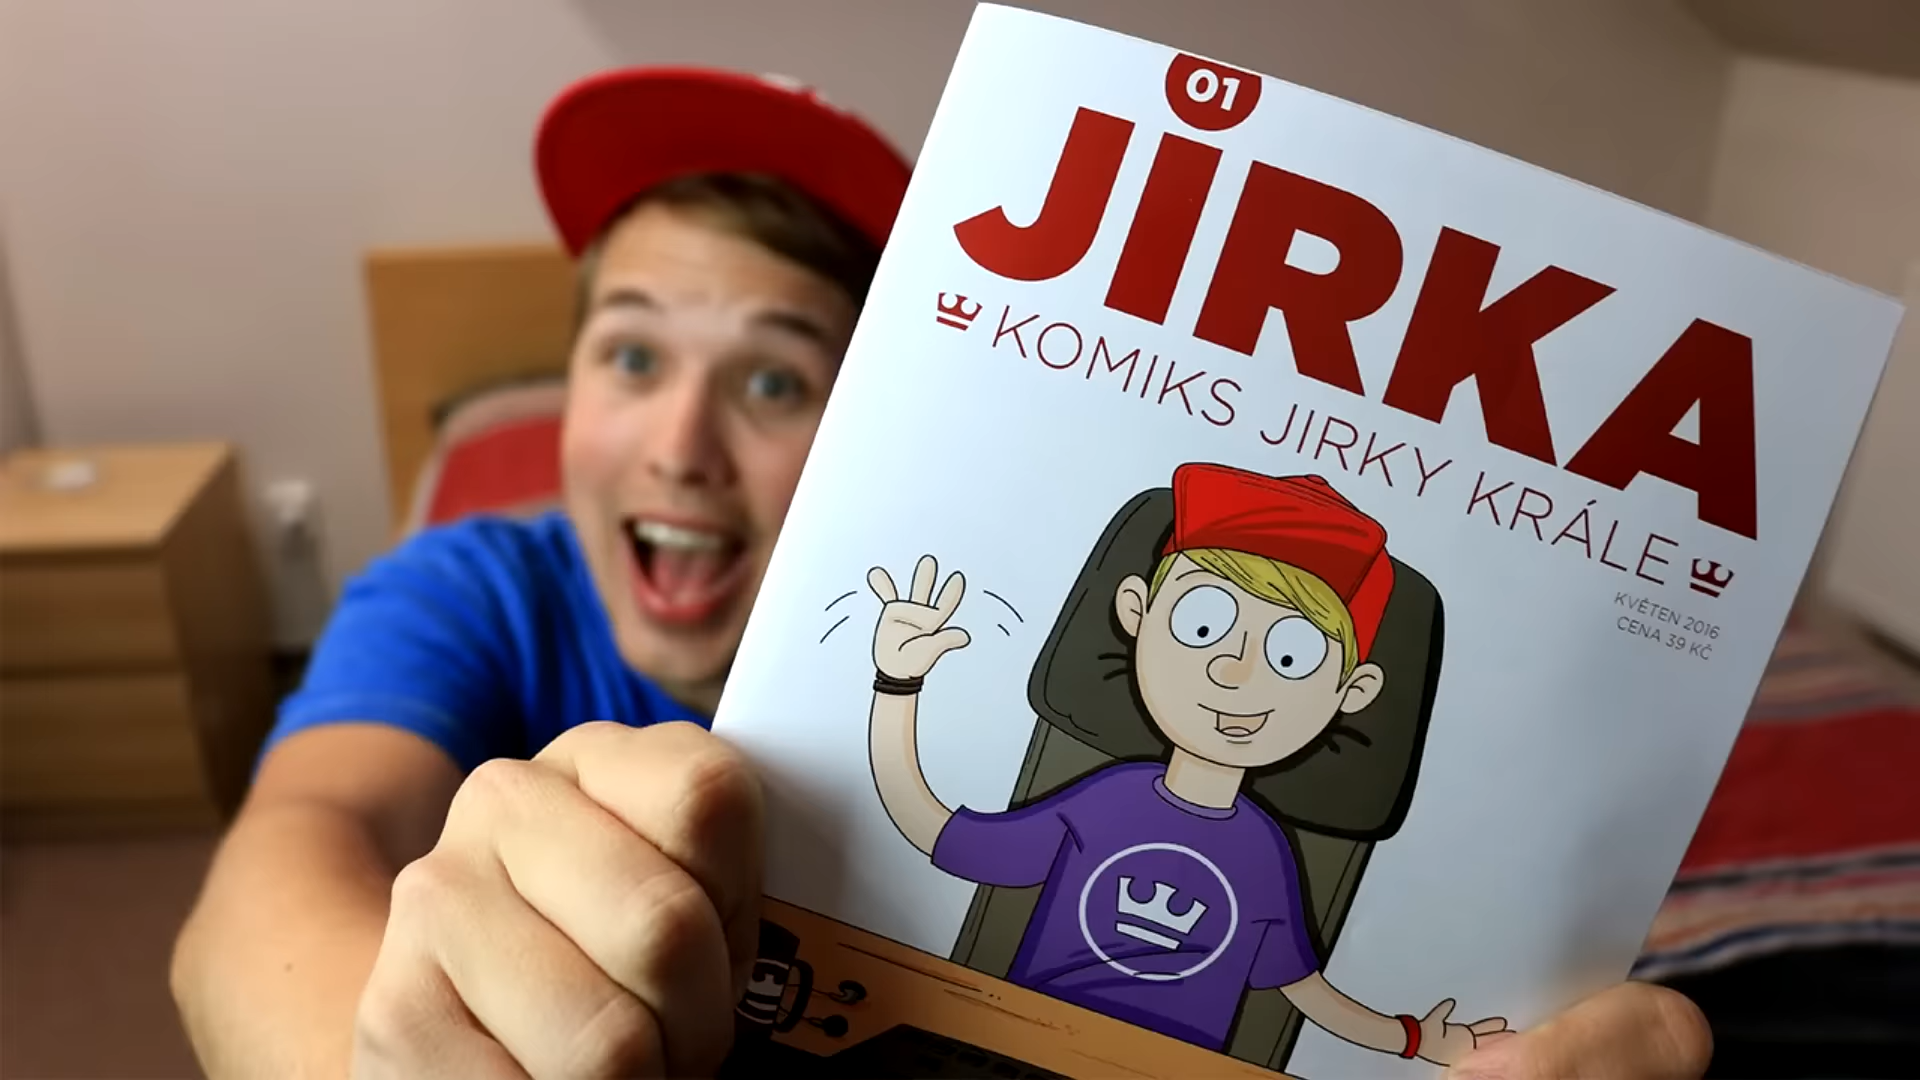 01
JIRKA
KOMIKS JIRKY KRÁLE
KVĚTEN 2016
CENA 39 KČ